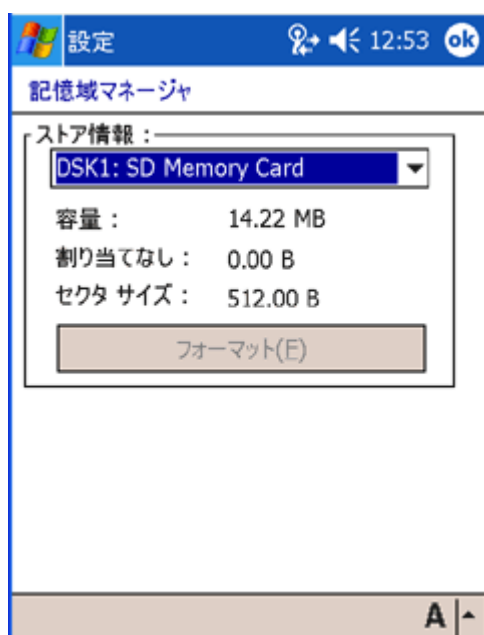 設定 12:53 ok
記憶域マネージャ
ストア情報：
DSK1: SD Memory Card
容量： 14.22 MB
割り当てなし： 0.00 B
セクタ サイズ： 512.00 B
フォーマット(F)
A